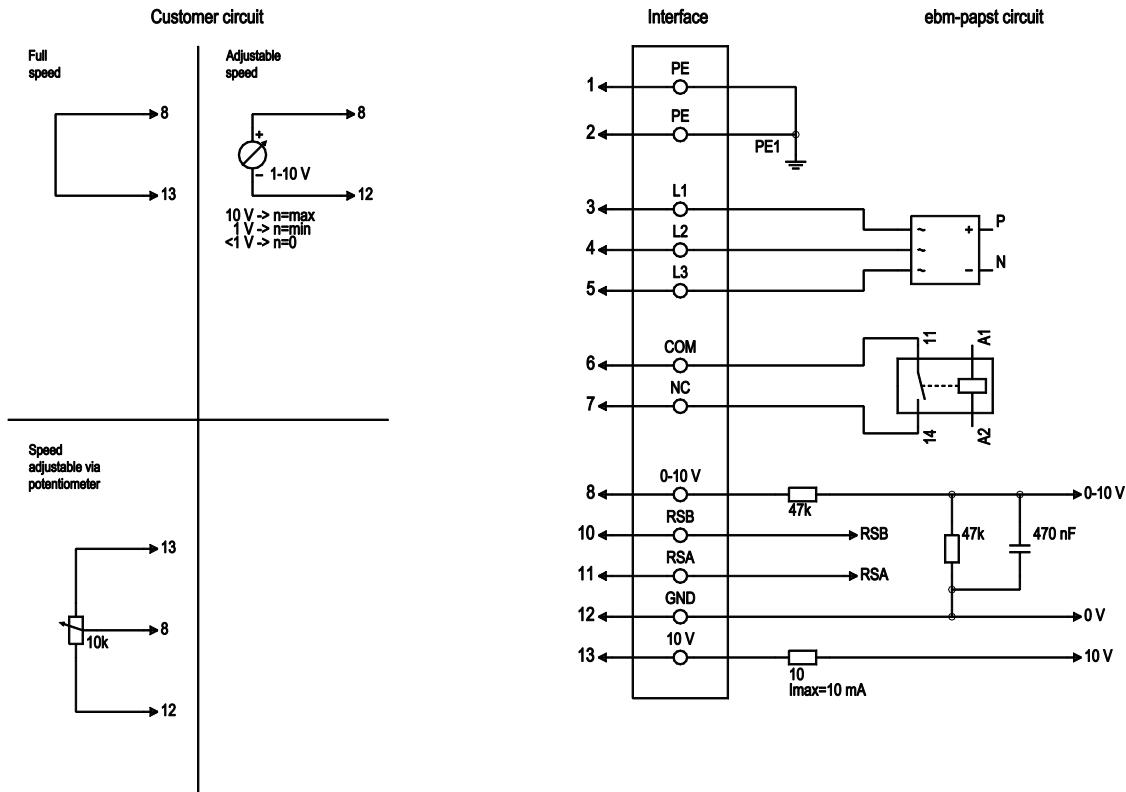 Customer circuit
Interface
ebm-papst circuit
Full
speed
8
13
Adjustable
speed
8
+
–
1-10 V
12
10 V -> n=max
1 V -> n=min
<1 V -> n=0
Speed
adjustable via
potentiometer
13
8
10k
12
1
PE
2
PE
PE1
3
L1
4
L2
5
L3
~
~
~
+
–
P
N
6
COM
7
NC
11
14
A1
A2
8
0-10 V
47k
0-10 V
10
RSB
RSB
11
RSA
RSA
47k
470 nF
12
GND
0 V
13
10 V
10
Imax=10 mA
10 V